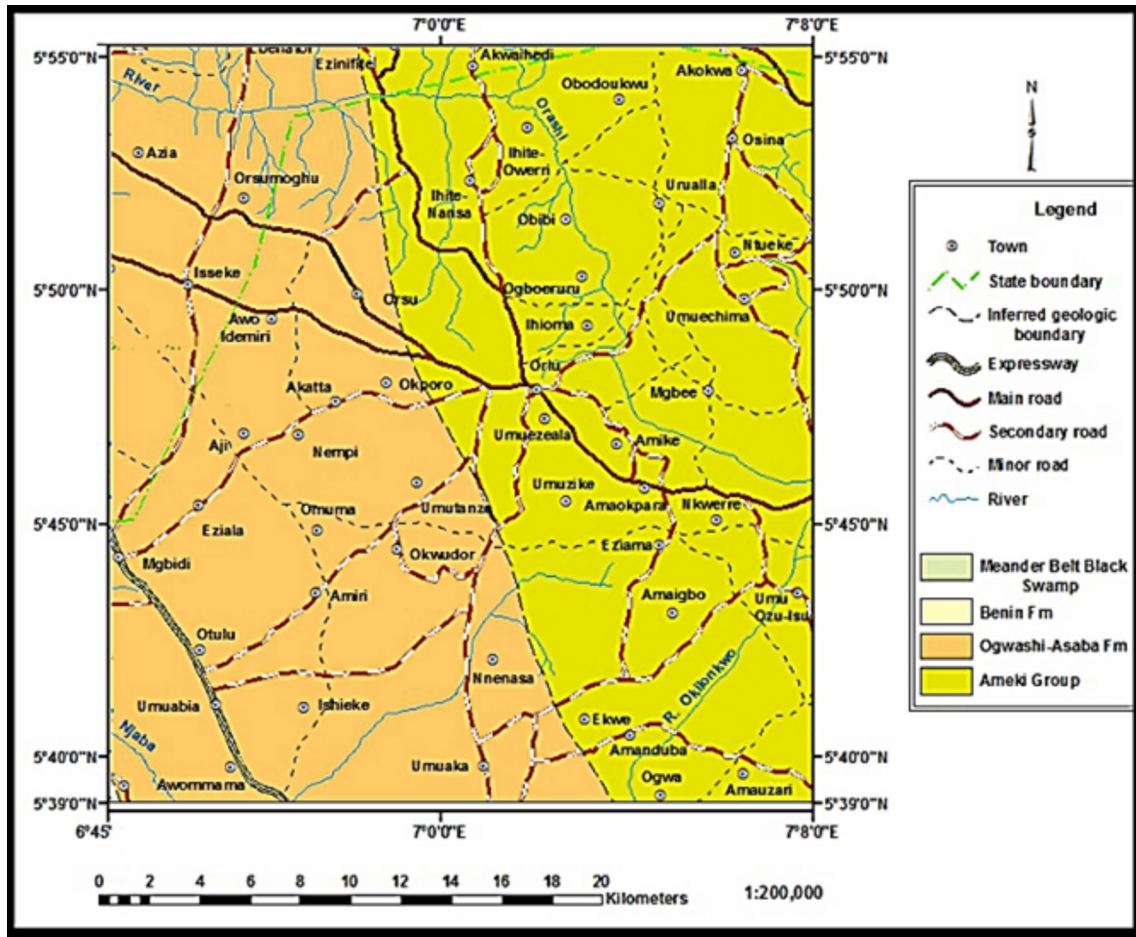 7°0'0"E
7°8'0"E
5°55'0"N
5°55'0"N
Ezinifite
Akwaihedi
Obodoukwu
Akokwa
River
Orashi
Azia
Osina
Ihite-
Owerri
Orsumoghu
Urualla
Ihite-
Nansa
Obibi
Ntueke
Isseke
5°50'0"N
5°50'0"N
Orsu
Ogboeruru
Awo
Idemiri
Ihioma
Umuechima
Orlu
Akatta
Okporo
Mgbee
Aji
Nempi
Umuezeala
Amike
Umuzike
Omuma
Umutanze
Amaokpara
Nkwerre
5°45'0"N
5°45'0"N
Eziala
Okwudor
Eziama
Mgbidi
Amiri
Amaigbo
Umu
Ozu-Isu
Otulu
Nnenasa
R. Okilonkwo
Umuabia
Ishieke
Ekwe
Njaba
5°40'0"N
5°40'0"N
Umuaka
Amanduba
Awommama
Ogwa
Amauzari
5°39'0"N
5°39'0"N
6°45'
7°0'0"E
7°8'0"E
N
S
Legend
Town
State boundary
Inferred geologic
boundary
Expressway
Main road
Secondary road
Minor road
River
Meander Belt Black
Swamp
Benin Fm
Ogwashi-Asaba Fm
Ameki Group
0 2 4 6 8 10 12 14 16 18 20
Kilometers
1:200,000